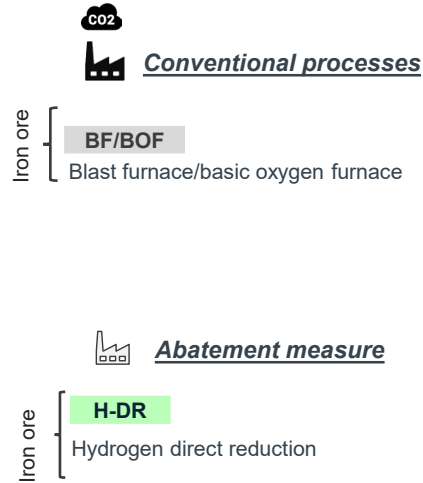 CO2
Conventional processes
Iron ore
BF/BOF
Blast furnace/basic oxygen furnace
Abatement measure
Iron ore
H-DR
Hydrogen direct reduction